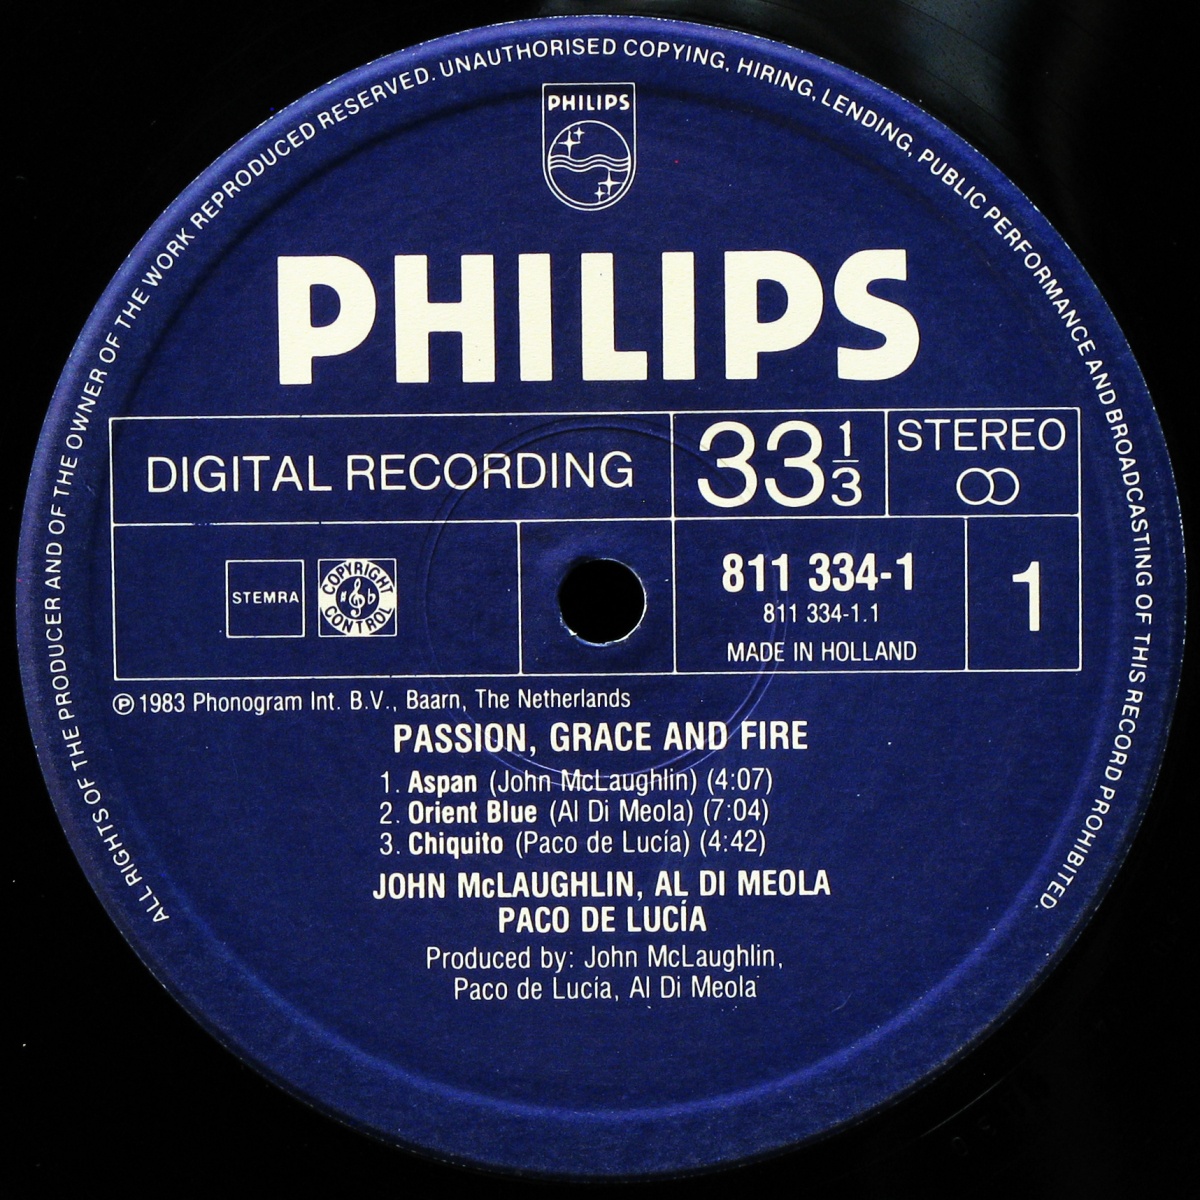 ALL RIGHTS OF THE PRODUCER AND OF THE OWNER OF THE WORK REPRODUCED RESERVED. UNAUTHORISED COPYING, HIRING, LENDING, PUBLIC PERFORMANCE AND BROADCASTING OF THIS RECORD PROHIBITED.
PHILIPS
PHILIPS
DIGITAL RECORDING
33 1/3
STEREO
STEMRA
COPYRIGHT CONTROL
811 334-1
811 334-1.1
MADE IN HOLLAND
1
℗ 1983 Phonogram Int. B.V., Baarn, The Netherlands
PASSION, GRACE AND FIRE
1. Aspan (John McLaughlin) (4:07)
2. Orient Blue (Al Di Meola) (7:04)
3. Chiquito (Paco de Lucía) (4:42)
JOHN McLAUGHLIN, AL DI MEOLA
PACO DE LUCÍA
Produced by: John McLaughlin,
Paco de Lucía, Al Di Meola